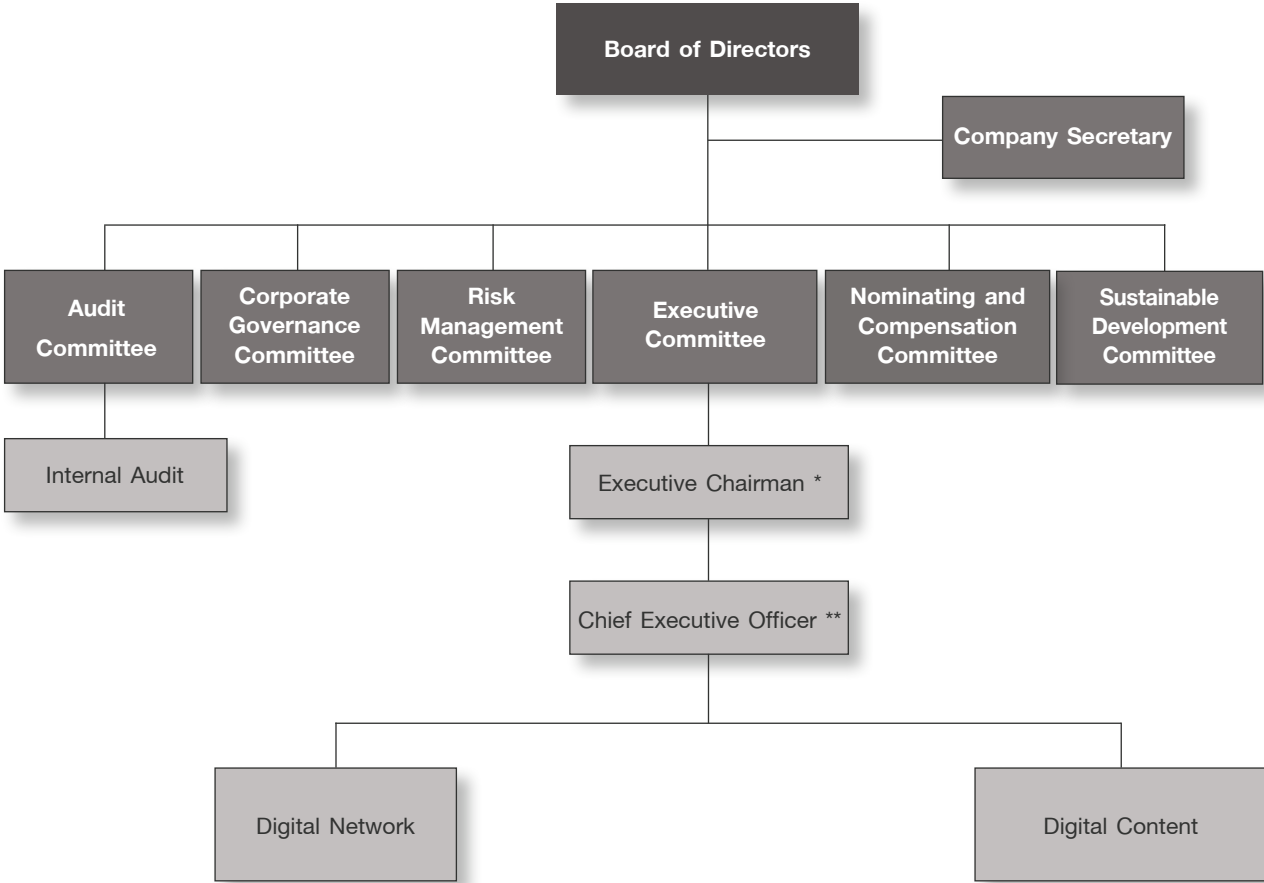 Board of Directors
Company Secretary
Audit
Committee
Corporate
Governance
Committee
Risk
Management
Committee
Executive
Committee
Nominating and
Compensation
Committee
Sustainable
Development
Committee
Internal Audit
Executive Chairman *
Chief Executive Officer **
Digital Network
Digital Content